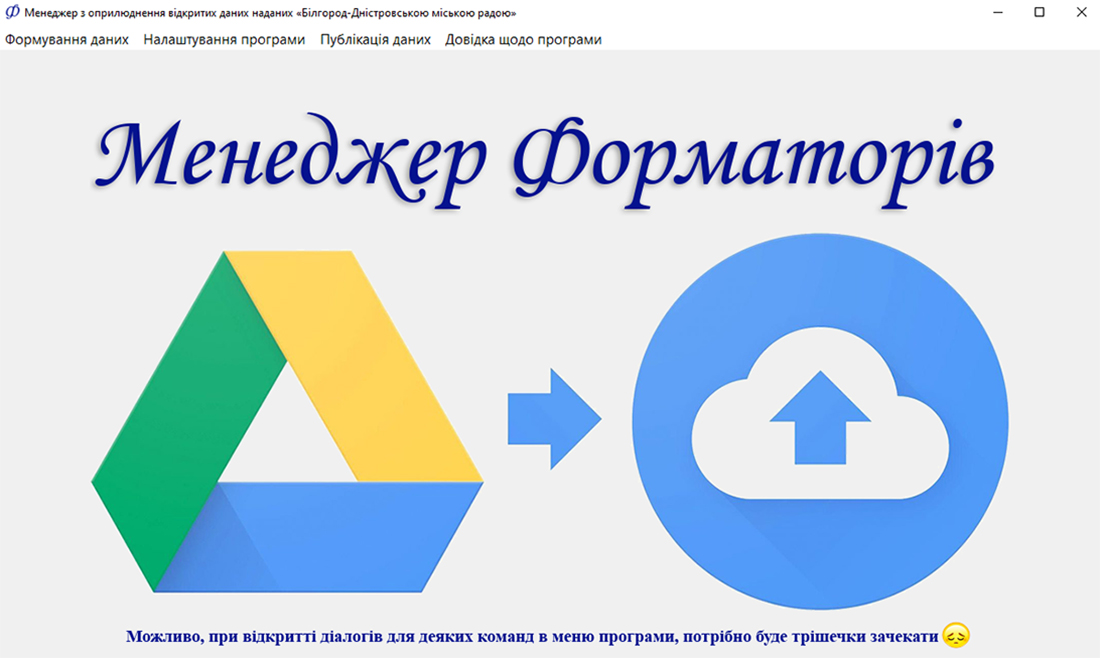 Менеджер з оприлюднення відкритих даних наданих «Білгород-Дністровською міською радою»
Формування даних Налаштування програми Публікація даних Довідка щодо програми
Менеджер Форматорів
Можливо, при відкритті діалогів для деяких команд в меню програми, потрібно буде трішечки зачекати